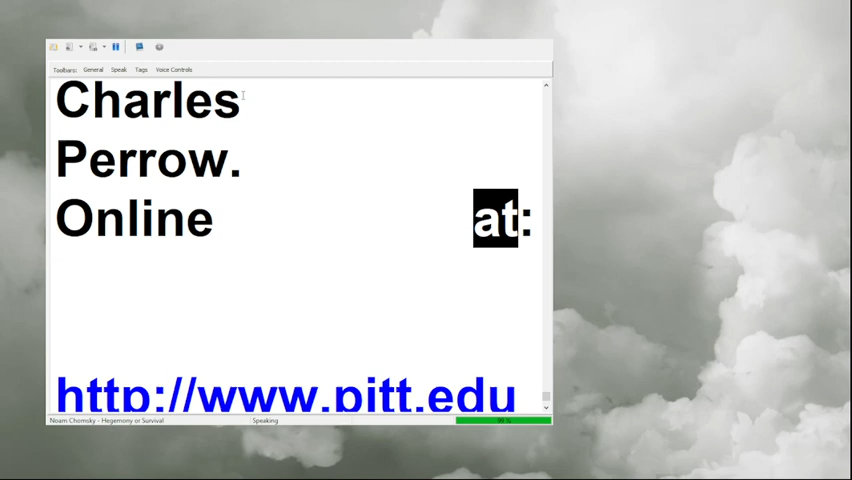 Toolbars: General Speak Tags Voice Controls
Charles
Perrow.
Online at:
http://www.pitt.edu
Noam Chomsky - Hegemony or Survival Speaking 99 %